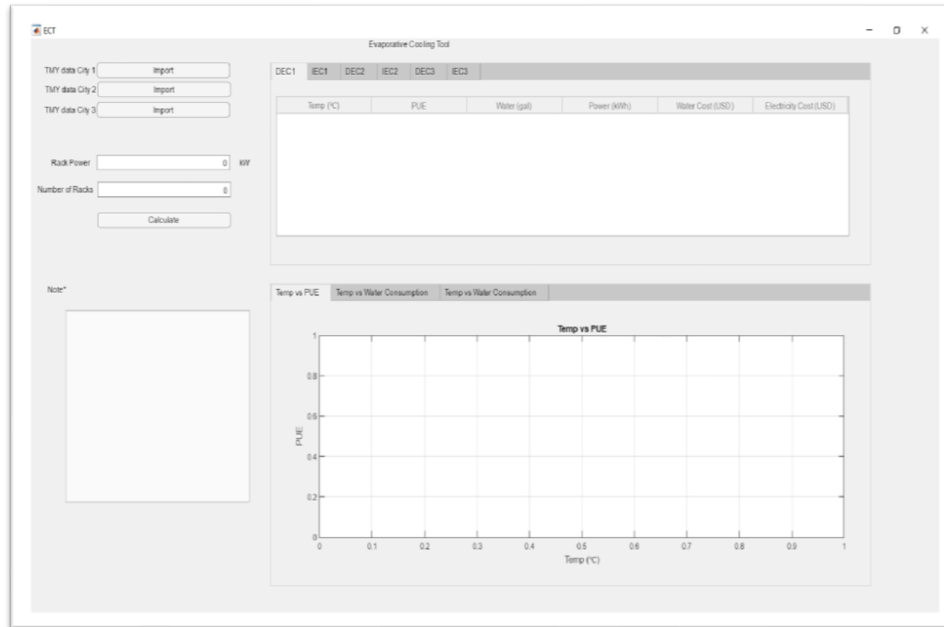 ECT
Evaporative Cooling Tool
TMY data City 1 Import
TMY data City 2 Import
TMY data City 3 Import
Rack Power 0 kW
Number of Racks 0
Calculate
DEC1 IEC1 DEC2 IEC2 DEC3 IEC3
Temp (°C) PUE Water (gal) Power (kWh) Water Cost (USD) Electricity Cost (USD)
Note*
Temp vs PUE Temp vs Water Consumption Temp vs Water Consumption
Temp vs PUE
1
0.8
0.6
0.4
0.2
0
PUE
0 0.1 0.2 0.3 0.4 0.5 0.6 0.7 0.8 0.9 1
Temp (°C)